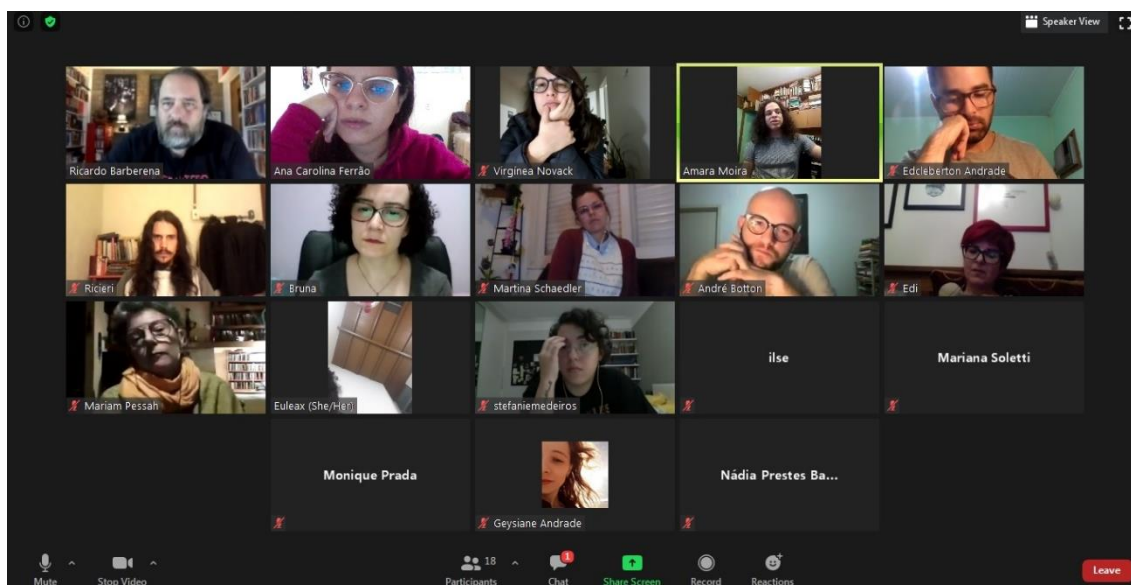 Speaker View
Ricardo Barberena
Ana Carolina Ferrão
Virgínea Novack
Amara Moira
Edcleberton Andrade
Ricieri
Bruna
Martina Schaedler
André Botton
Edi
Mariam Pessah
Euleax (She/Her)
stefaniemedeiros
ilse
Mariana Soletti
Monique Prada
Geysiane Andrade
Nádia Prestes Ba...
Mute
Stop Video
18
Participants
1
Chat
Share Screen
Record
Reactions
Leave